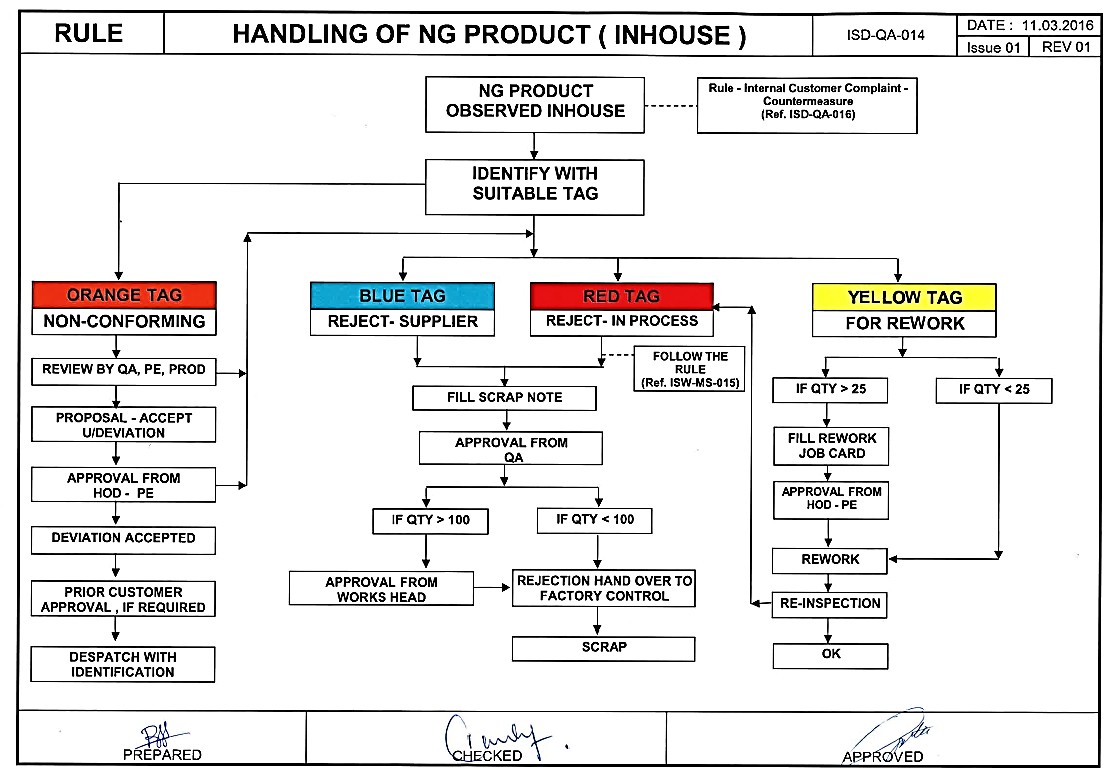 RULE
HANDLING OF NG PRODUCT ( INHOUSE )
ISD-QA-014
DATE : 11.03.2016
Issue 01
REV 01
NG PRODUCT
OBSERVED INHOUSE
Rule - Internal Customer Complaint -
Countermeasure
(Ref. ISD-QA-016)
IDENTIFY WITH
SUITABLE TAG
ORANGE TAG
NON-CONFORMING
REVIEW BY QA, PE, PROD
PROPOSAL - ACCEPT
U/DEVIATION
APPROVAL FROM
HOD - PE
DEVIATION ACCEPTED
PRIOR CUSTOMER
APPROVAL , IF REQUIRED
DESPATCH WITH
IDENTIFICATION
BLUE TAG
REJECT- SUPPLIER
RED TAG
REJECT- IN PROCESS
FOLLOW THE
RULE
(Ref. ISW-MS-015)
FILL SCRAP NOTE
APPROVAL FROM
QA
IF QTY > 100
IF QTY < 100
APPROVAL FROM
WORKS HEAD
REJECTION HAND OVER TO
FACTORY CONTROL
SCRAP
YELLOW TAG
FOR REWORK
IF QTY > 25
IF QTY < 25
FILL REWORK
JOB CARD
APPROVAL FROM
HOD - PE
REWORK
RE-INSPECTION
OK
PREPARED
CHECKED
APPROVED